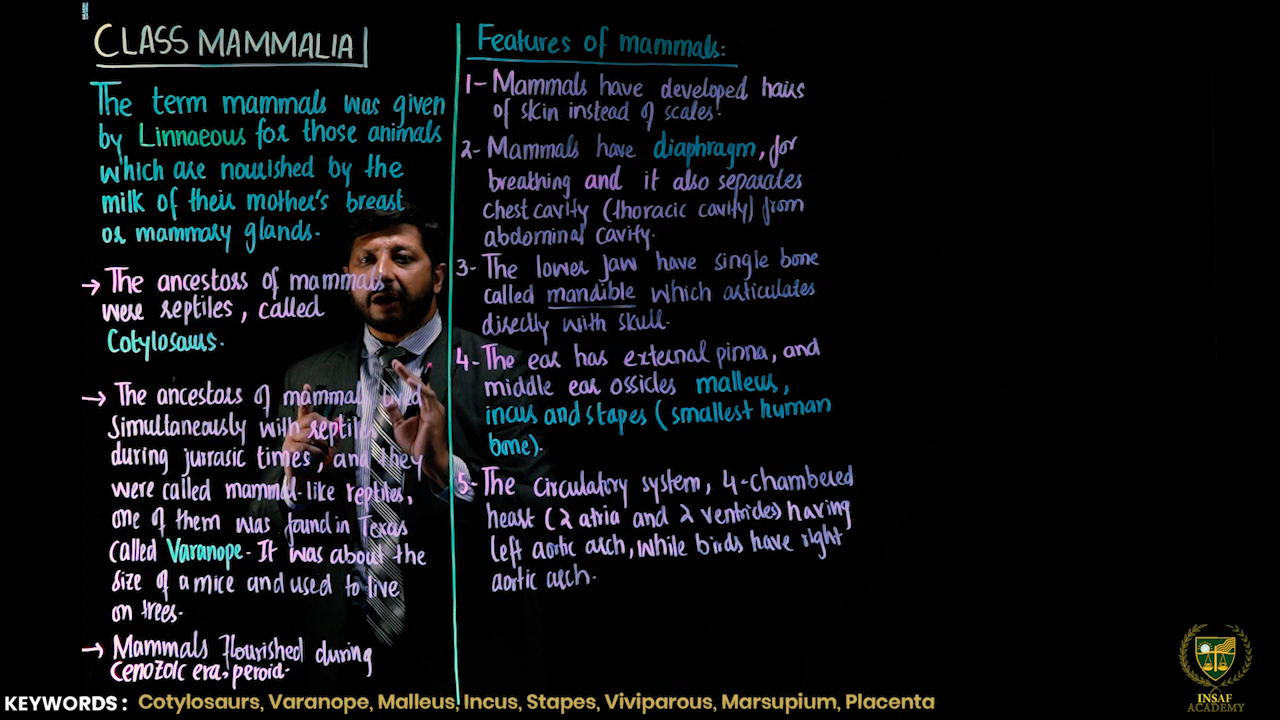 CLASS MAMMALIA
The term mammals was given
by Linnaeous for those animals
which are nourished by the
milk of their mother's breast
or mammary glands.
→ The ancestors of mammals
were reptiles, called
Cotylosaurs.
→ The ancestors of mammal lived
simultaneously with reptiles
during jurrasic times, and they
were called mammal-like reptiles,
one of them was found in Texas
called Varanope. It was about the
size of a mice and used to live
on trees.
→ Mammals flourished during
Cenozoic era, peroid.
Features of mammals:
1- Mammals have developed hairs
of skin instead of scales.
2- Mammals have diaphragm, for
breathing and it also separates
chest cavity (thoracic cavity) from
abdominal cavity.
3- The lower jaw have single bone
called mandible which articulates
directly with skull.
4- The ear has external pinna, and
middle ear ossicles malleus,
incus and stapes (smallest human
bone).
5- The circulatory system, 4-chambered
heart (2 atria and 2 ventricles) having
left aortic arch, while birds have right
aortic arch.
KEYWORDS : Cotylosaurs, Varanope, Malleus, Incus, Stapes, Viviparous, Marsupium, Placenta
INSAF
ACADEMY